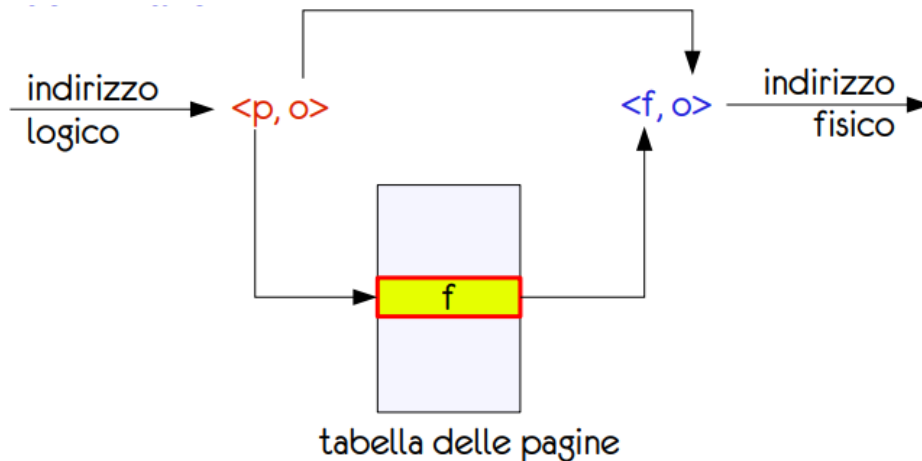 indirizzo
logico
<p, o>
<f, o>
indirizzo
fisico
f
tabella delle pagine